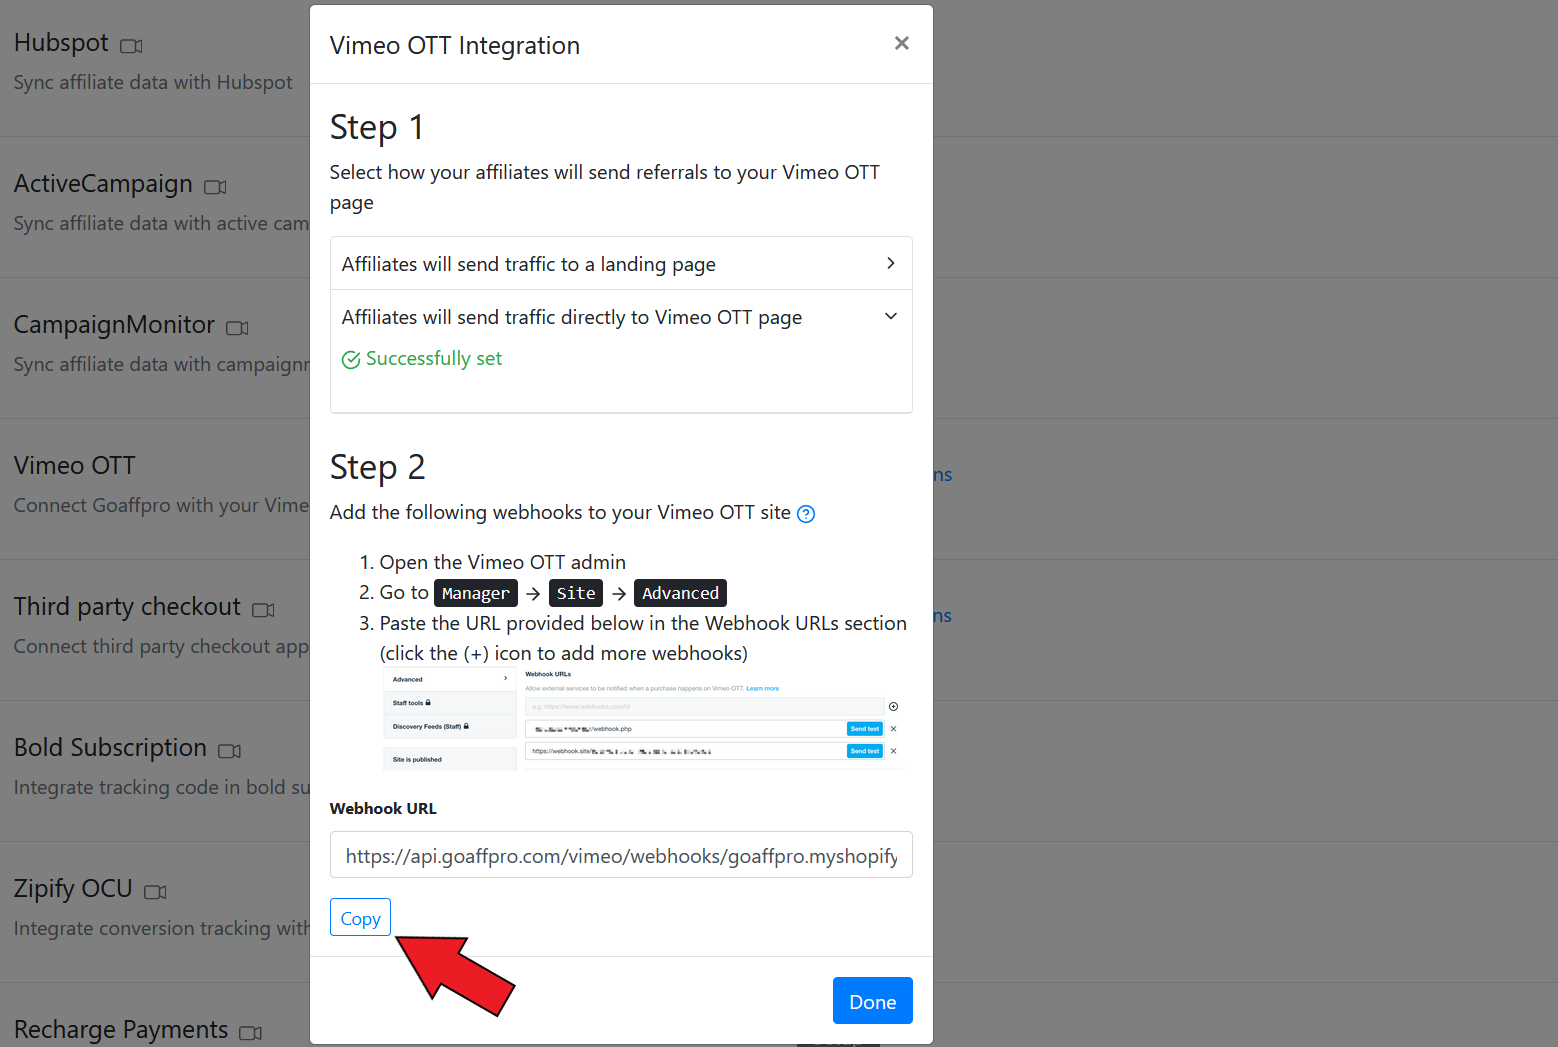 Hubspot
Sync affiliate data with Hubspot
ActiveCampaign
Sync affiliate data with active cam
CampaignMonitor
Sync affiliate data with campaignr
Vimeo OTT
Connect Goaffpro with your Vime
ns
Third party checkout
Connect third party checkout app
ns
Bold Subscription
Integrate tracking code in bold su
Zipify OCU
Integrate conversion tracking with
Recharge Payments
Vimeo OTT Integration ×
Step 1
Select how your affiliates will send referrals to your Vimeo OTT
page
Affiliates will send traffic to a landing page
Affiliates will send traffic directly to Vimeo OTT page
Successfully set
Step 2
Add the following webhooks to your Vimeo OTT site ?
1. Open the Vimeo OTT admin
2. Go to Manager → Site → Advanced
3. Paste the URL provided below in the Webhook URLs section
(click the (+) icon to add more webhooks)
Advanced
Staff tools
Discovery Feeds (Staff)
Site is published
Webhook URLs
Allow external services to be notified when a purchase happens on Vimeo OTT. Learn more
e.g. https://www.webhooks.com/id
/webhook.php Send test
https://webhook.site/ Send test
Webhook URL
https://api.goaffpro.com/vimeo/webhooks/goaffpro.myshopify
Copy
Done